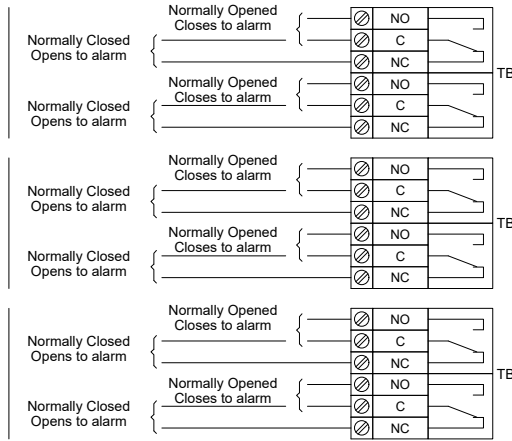 Normally Opened
Closes to alarm
NO
Normally Closed
Opens to alarm
C
NC
TB
Normally Opened
Closes to alarm
NO
Normally Closed
Opens to alarm
C
NC
Normally Opened
Closes to alarm
NO
Normally Closed
Opens to alarm
C
NC
TB
Normally Opened
Closes to alarm
NO
Normally Closed
Opens to alarm
C
NC
Normally Opened
Closes to alarm
NO
Normally Closed
Opens to alarm
C
NC
TB
Normally Opened
Closes to alarm
NO
Normally Closed
Opens to alarm
C
NC